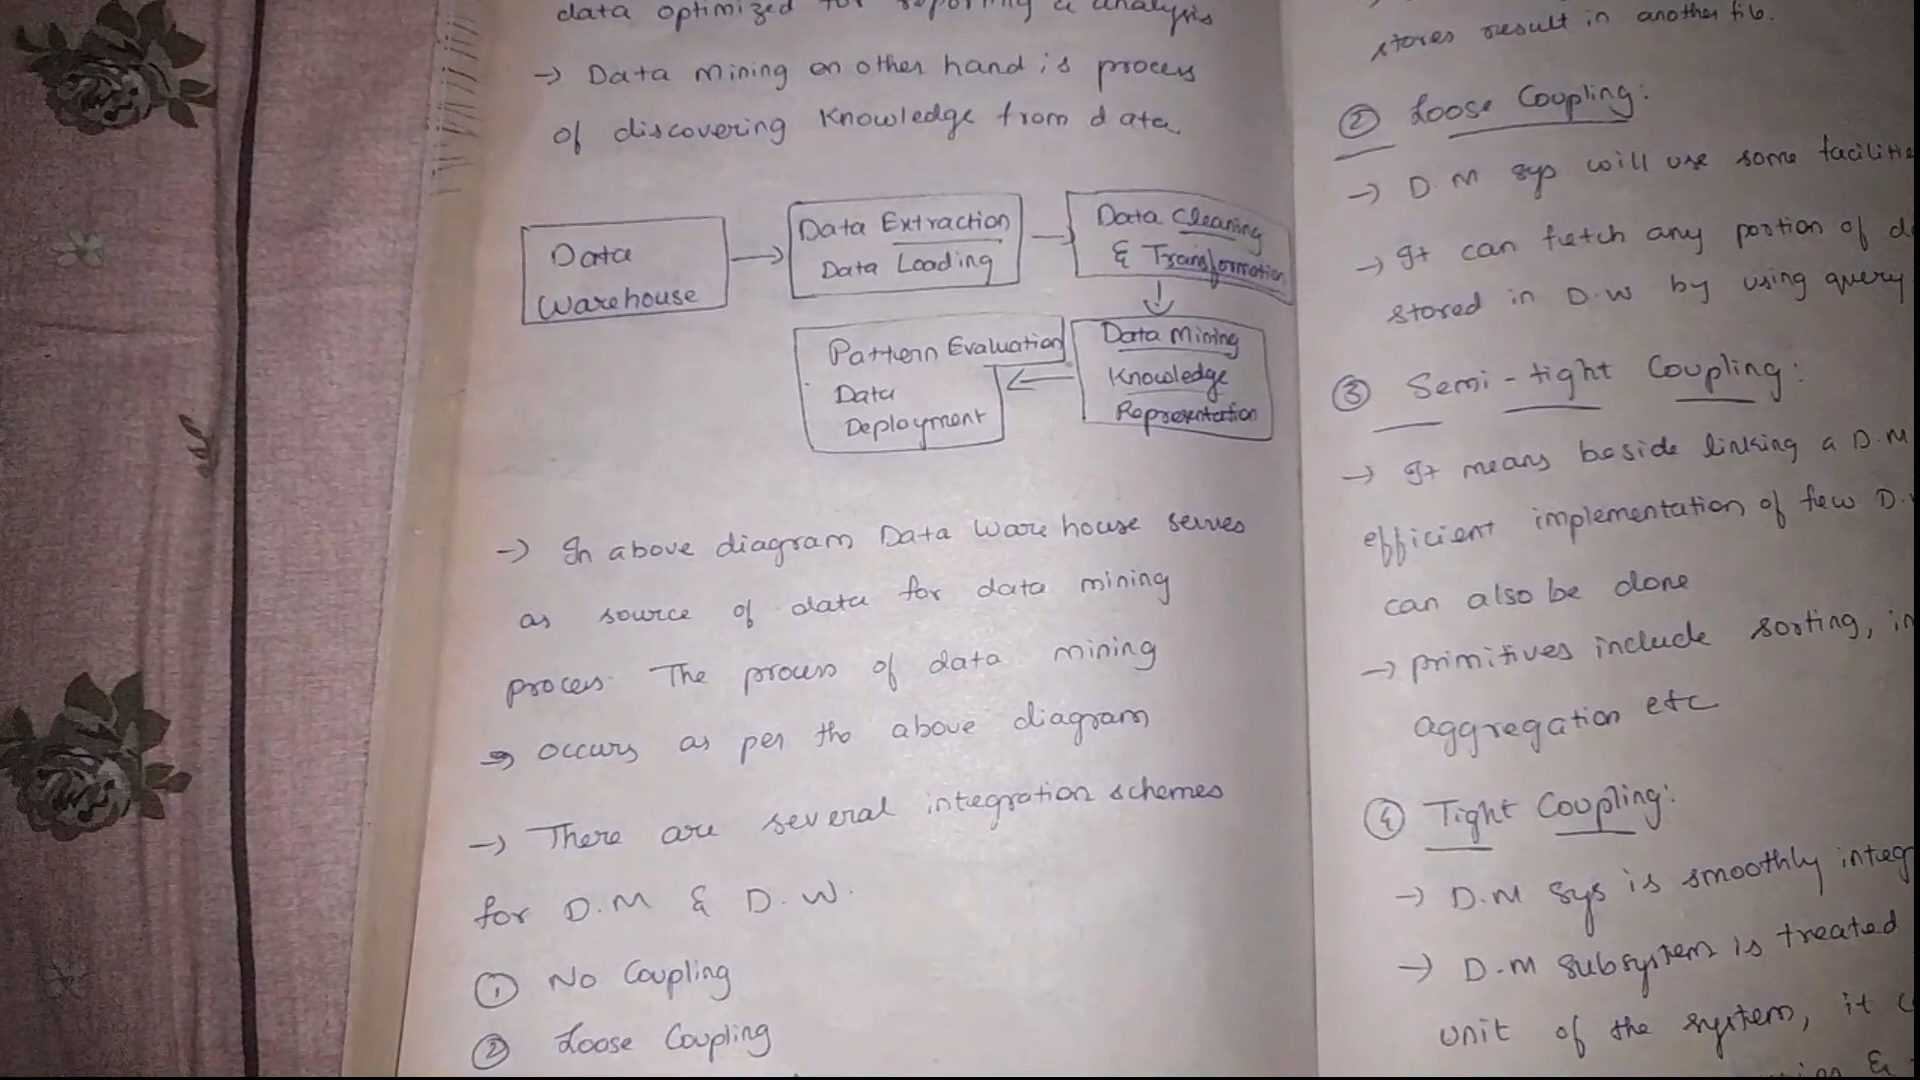 data optimized for reporting & analysis
→ Data mining on other hand is process
of discovering Knowledge from data
Data
Warehouse
Data Extraction
Data Loading
Data Cleaning
& Transformation
Data Mining
Knowledge
Representation
Pattern Evaluation
Data
Deployment
→ In above diagram Data Ware house serves
as source of data for data mining
process. The process of data mining
→ occurs as per the above diagram
→ There are several integration schemes
for D.M & D.W.
① No Coupling
② Loose Coupling
stores result in another file.
② Loose Coupling:
→ D.M sys will use some
→ It can fetch any portion of
stored in D.W by using query
③ Semi-tight Coupling:
→ It means beside linking a D.M
efficient implementation of few D.
can also be done
→ primitives include sorting,
aggregation etc
④ Tight Coupling:
→ D.M sys is smoothly
→ D.M subsystem is treated
unit of the system, it